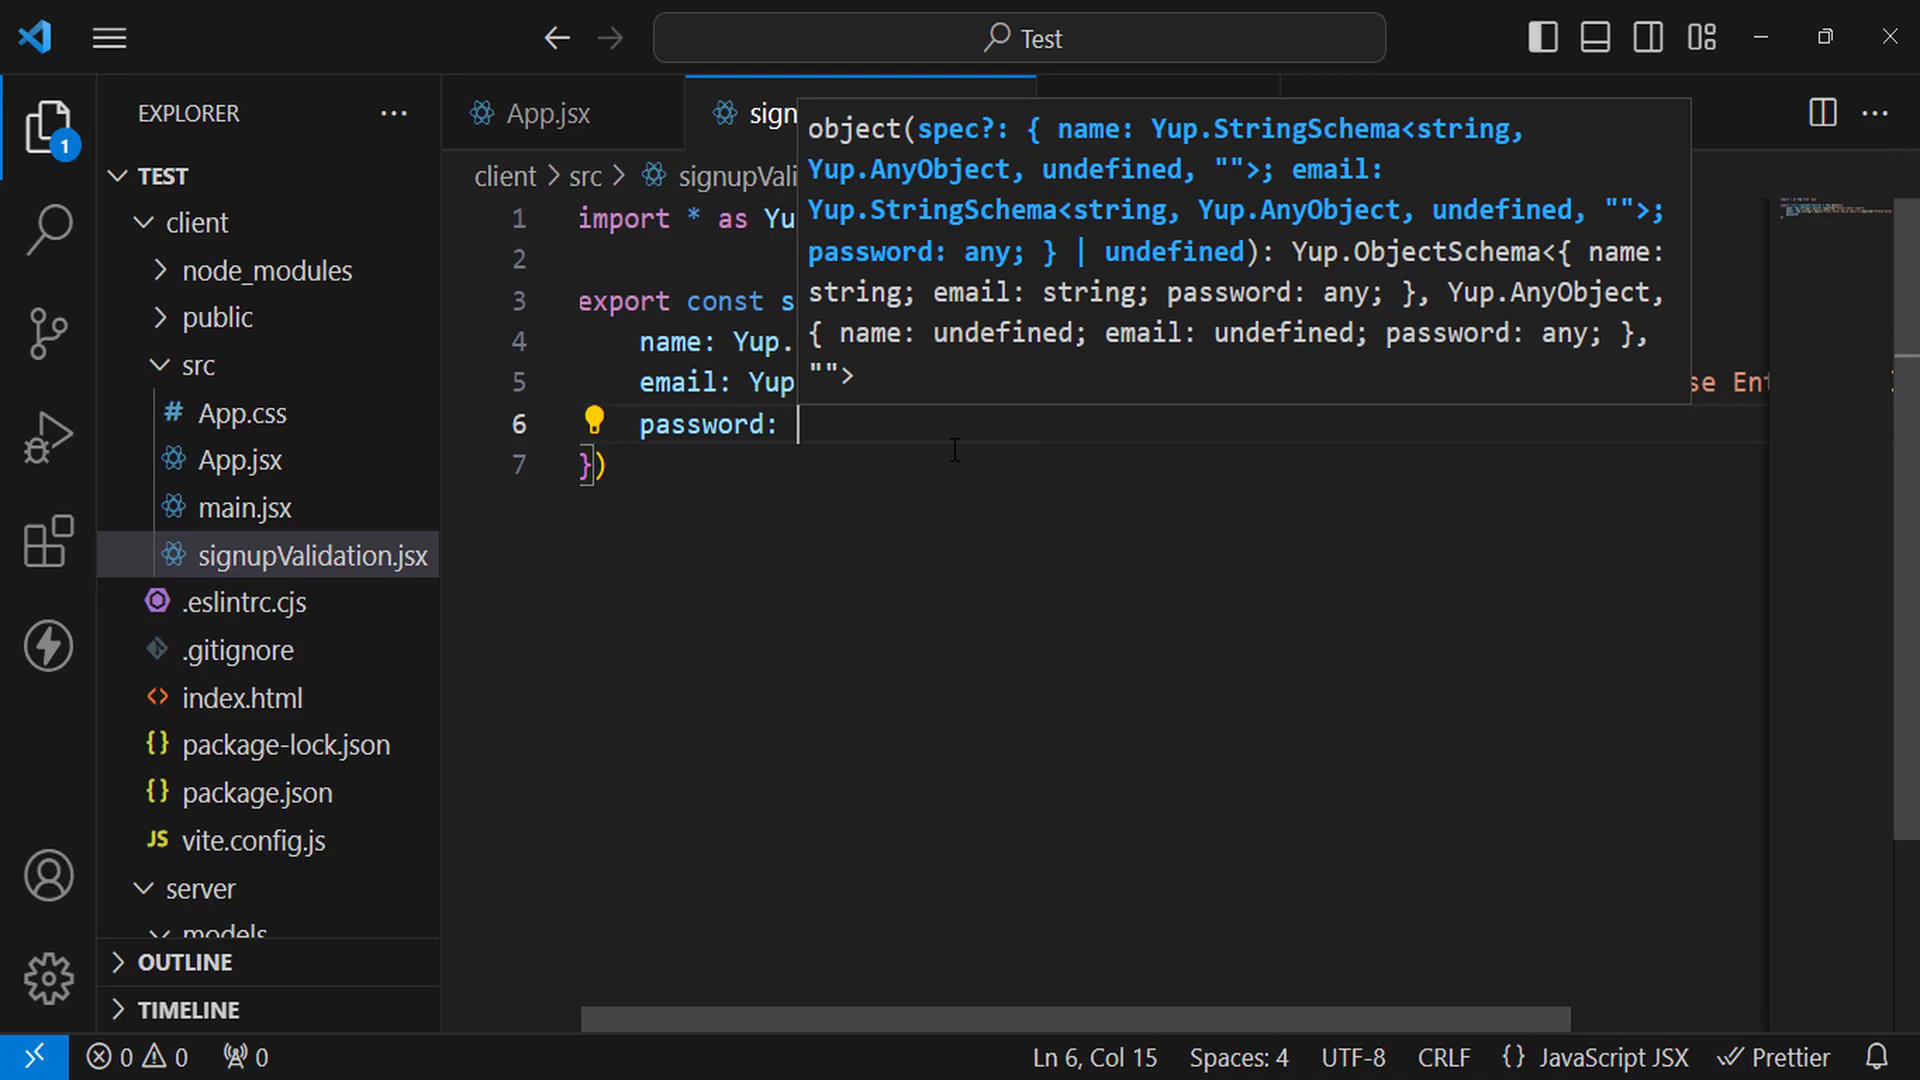 Test
EXPLORER
1
TEST
client
node_modules
public
src
App.css
App.jsx
main.jsx
signupValidation.jsx
.eslintrc.cjs
.gitignore
index.html
package-lock.json
package.json
vite.config.js
server
models
OUTLINE
TIMELINE
App.jsx
sign
client > src > signupVali
object(spec?: { name: Yup.StringSchema<string,
Yup.AnyObject, undefined, "">; email:
Yup.StringSchema<string, Yup.AnyObject, undefined, "">;
password: any; } | undefined): Yup.ObjectSchema<{ name:
string; email: string; password: any; }, Yup.AnyObject,
{ name: undefined; email: undefined; password: any; },
"">
1 import * as Yu
2
3 export const s
4 name: Yup.
5 email: Yup se Ent
6 password:
7 })
0 0 0
Ln 6, Col 15 Spaces: 4 UTF-8 CRLF {} JavaScript JSX Prettier